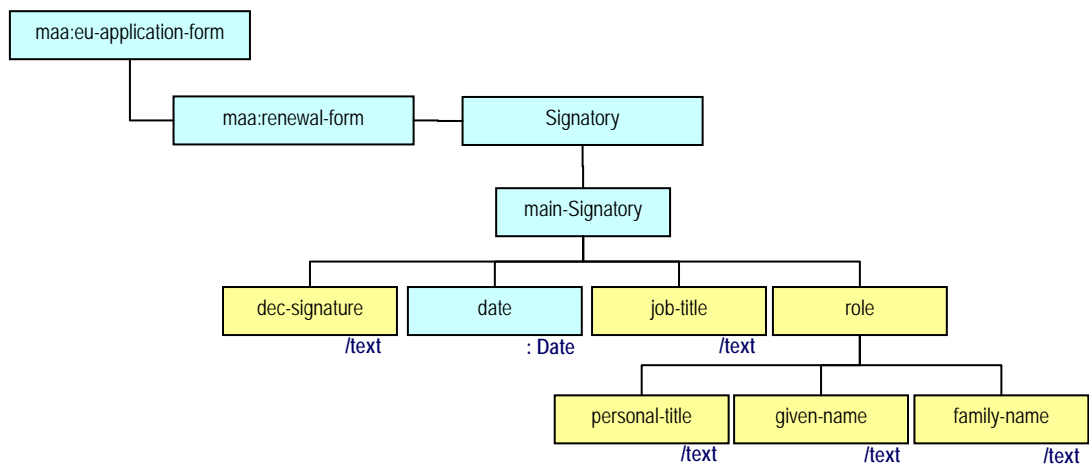 maa:eu-application-form
maa:renewal-form
Signatory
main-Signatory
dec-signature
date
job-title
role
/text
: Date
/text
personal-title
given-name
family-name
/text
/text
/text